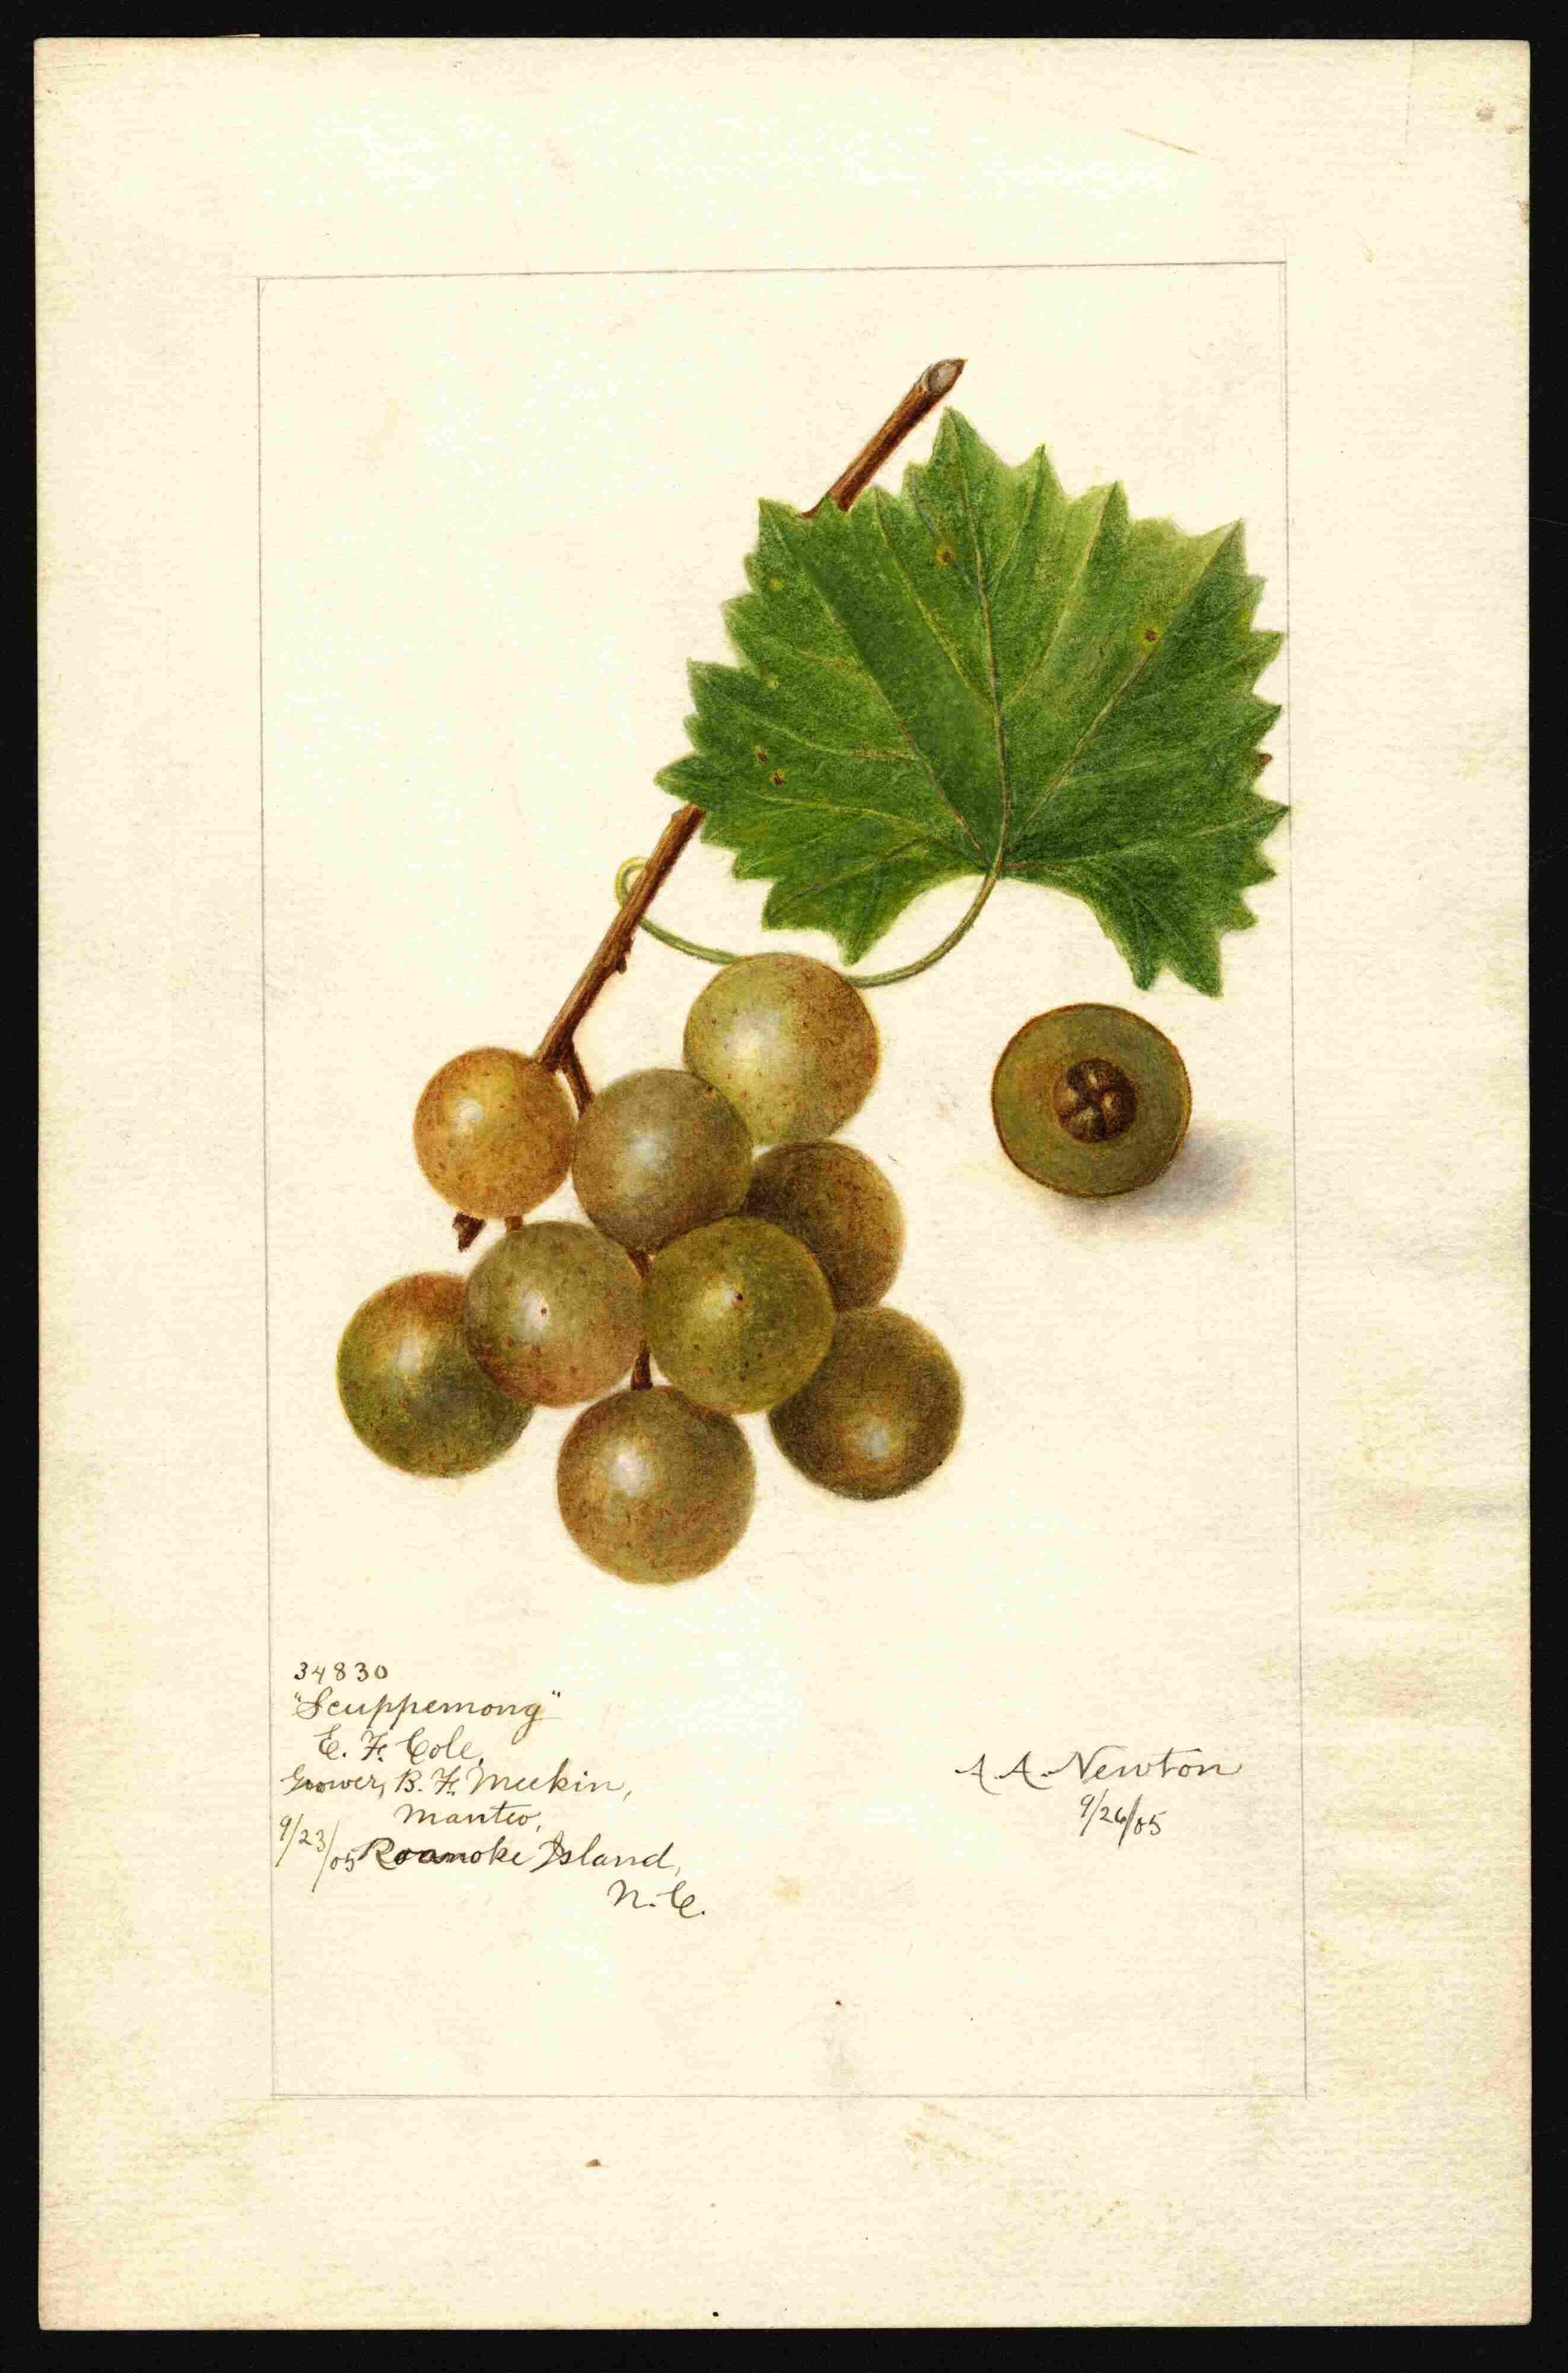 34830
"Scuppernong"
E. F. Cole,
Grower, B. F. Meekin,
Manteo,
9/23/05 Roanoke Island,
N.C.
A. A. Newton
9/26/05